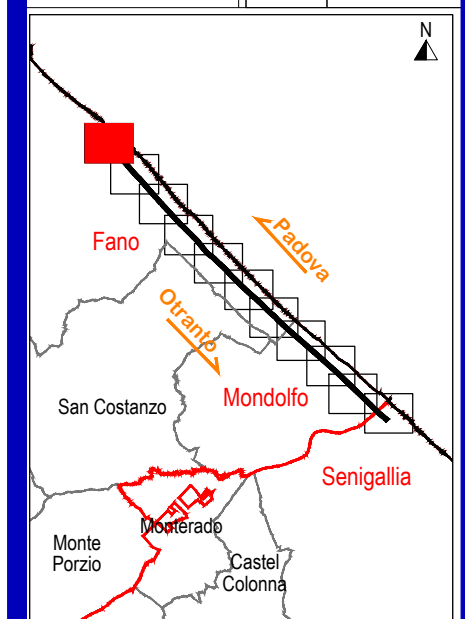 N
Padova
Fano
Otranto
Mondolfo
San Costanzo
Senigallia
Monterado
Monte
Porzio
Castel
Colonna